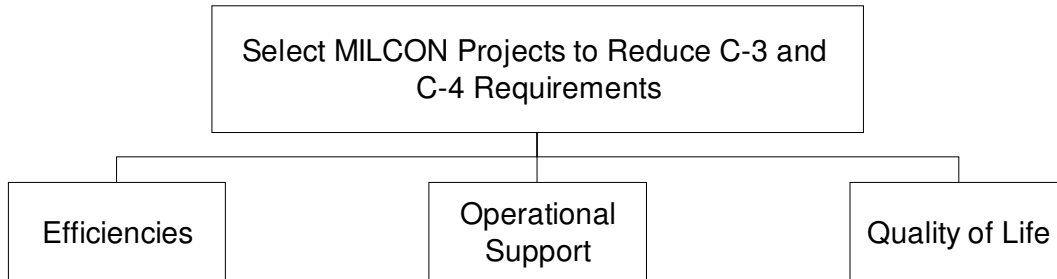 Select MILCON Projects to Reduce C-3 and
C-4 Requirements
Efficiencies
Operational
Support
Quality of Life